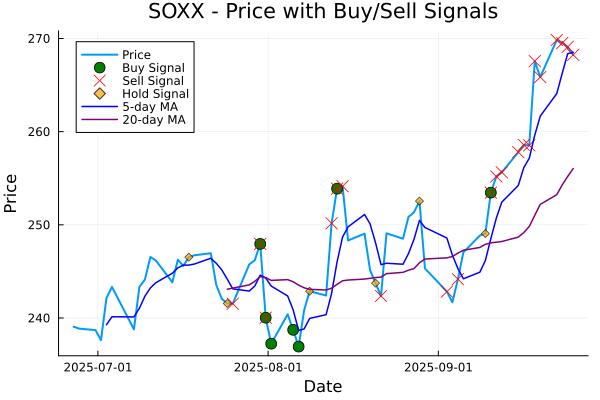 SOXX - Price with Buy/Sell Signals
270
260
250
240
Price
Price
Buy Signal
Sell Signal
Hold Signal
5-day MA
20-day MA
2025-07-01
2025-08-01
2025-09-01
Date